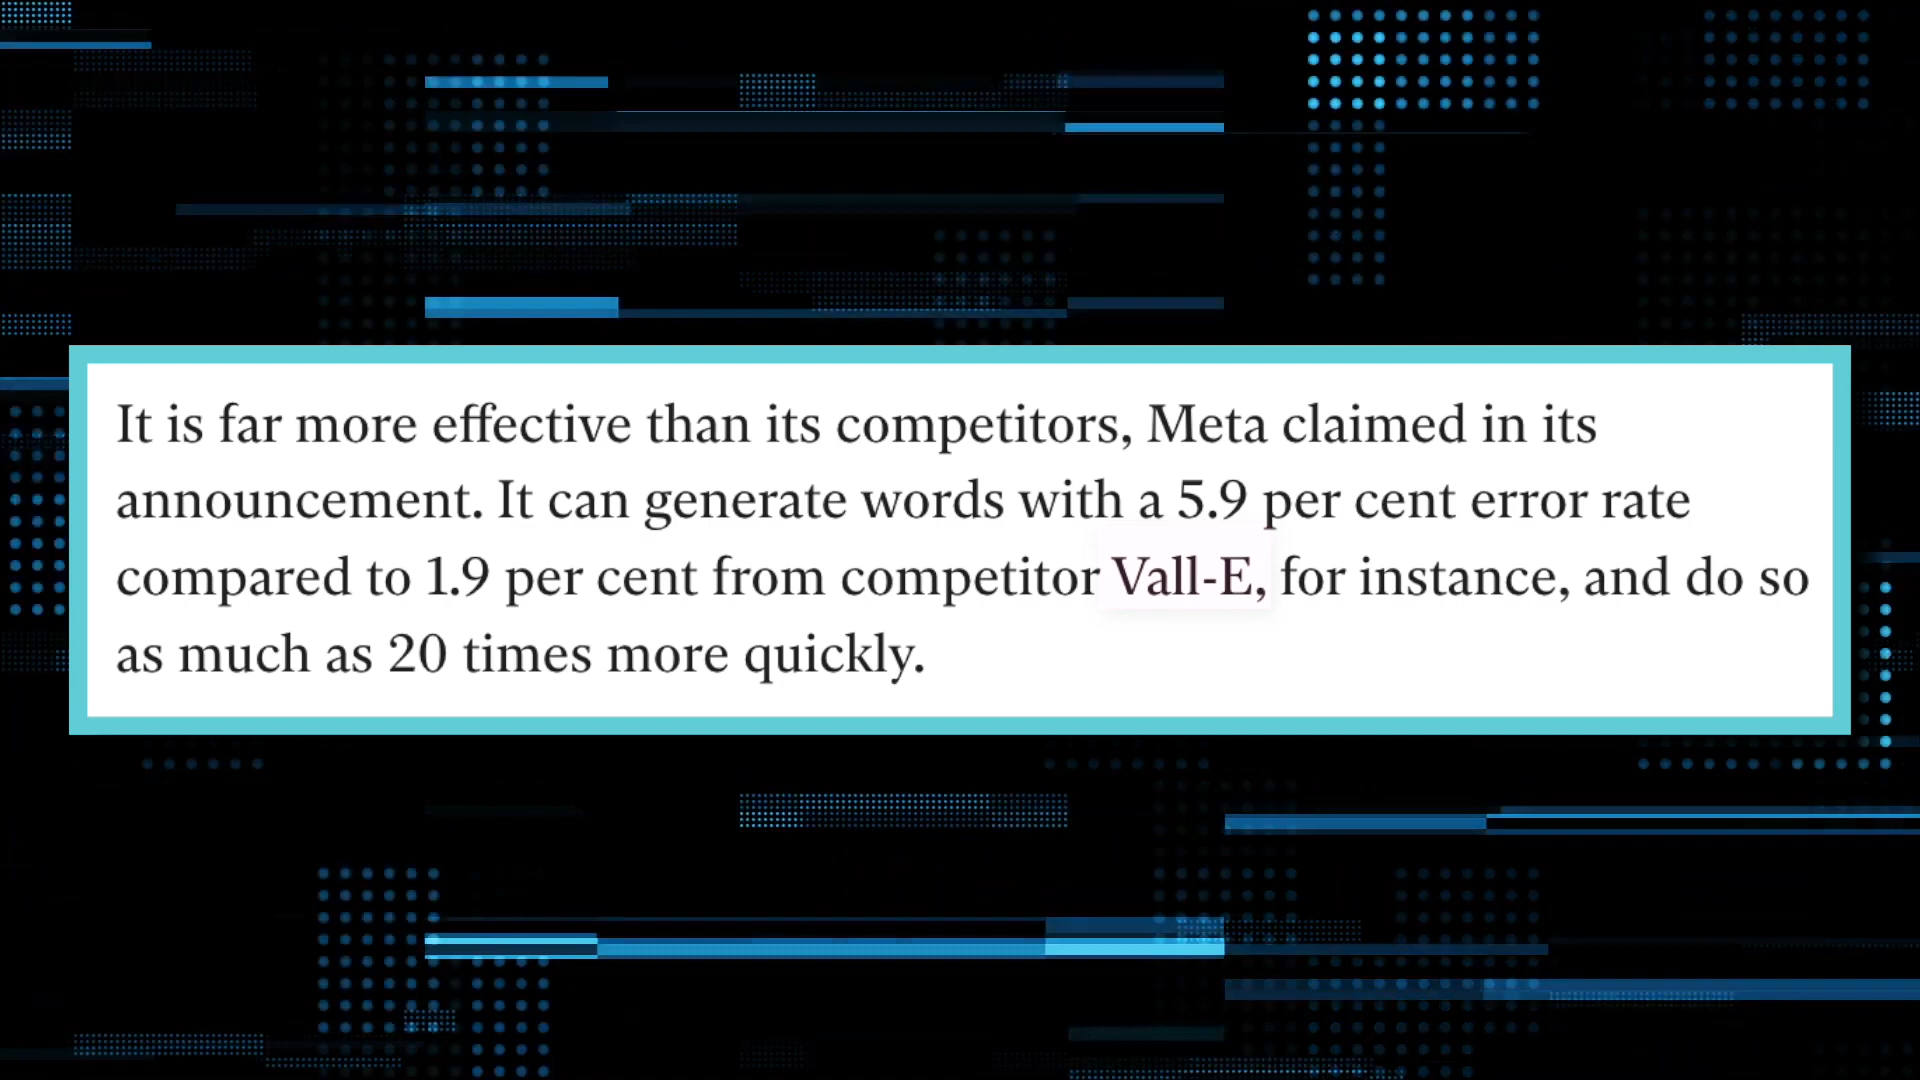 It is far more effective than its competitors, Meta claimed in its
announcement. It can generate words with a 5.9 per cent error rate
compared to 1.9 per cent from competitor Vall-E, for instance, and do so
as much as 20 times more quickly.